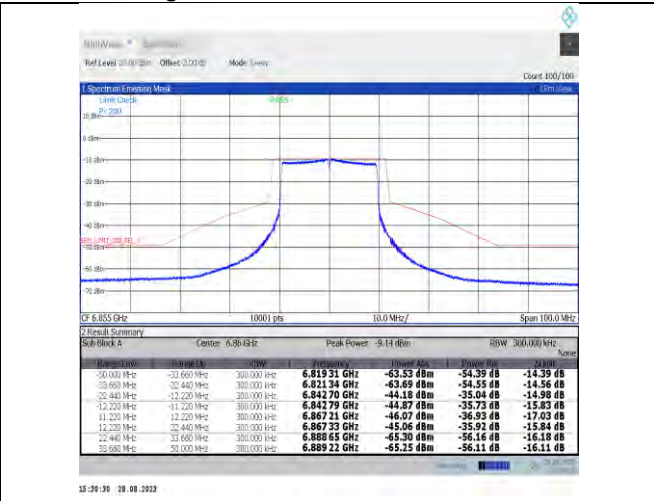 Ref Level 20.00 dBm Offset 2.00 dB Mode Sweep
Count 100/100
1 Spectrum Emission Mask
Limit Check
PASS
10 dBm
0 dBm
-10 dBm
-20 dBm
-30 dBm
-40 dBm
-60 dBm
-70 dBm
CF 6.855 GHz 10001 pts 10.0 MHz/ Span 100.0 MHz
2 Result Summary
Sub Block A Center 6.86 GHz Peak Power -9.14 dBm RBW 300.000 kHz
None
Range Low Range Up RBW Frequency Power Abs Power Rel ΔLimit
-50.000 MHz -33.660 MHz 300.000 kHz 6.819 31 GHz -63.53 dBm -54.39 dB -14.39 dB
-33.660 MHz -22.440 MHz 300.000 kHz 6.821 34 GHz -63.69 dBm -54.55 dB -14.56 dB
-22.440 MHz -12.220 MHz 300.000 kHz 6.842 70 GHz -44.18 dBm -35.04 dB -14.98 dB
-12.220 MHz -11.220 MHz 300.000 kHz 6.842 79 GHz -44.87 dBm -35.73 dB -15.83 dB
11.220 MHz 12.220 MHz 300.000 kHz 6.867 21 GHz -46.07 dBm -36.93 dB -17.03 dB
12.220 MHz 22.440 MHz 300.000 kHz 6.867 33 GHz -45.06 dBm -35.92 dB -15.84 dB
22.440 MHz 33.660 MHz 300.000 kHz 6.888 65 GHz -65.30 dBm -56.16 dB -16.18 dB
33.660 MHz 50.000 MHz 300.000 kHz 6.889 22 GHz -65.25 dBm -56.11 dB -16.11 dB
15:30:30 28.08.2023